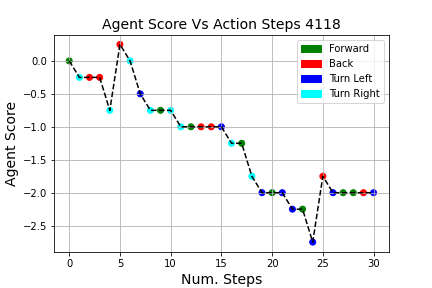 Agent Score Vs Action Steps 4118
Forward
Back
Turn Left
Turn Right
Agent Score
0.0
−0.5
−1.0
−1.5
−2.0
−2.5
0 5 10 15 20 25 30
Num. Steps